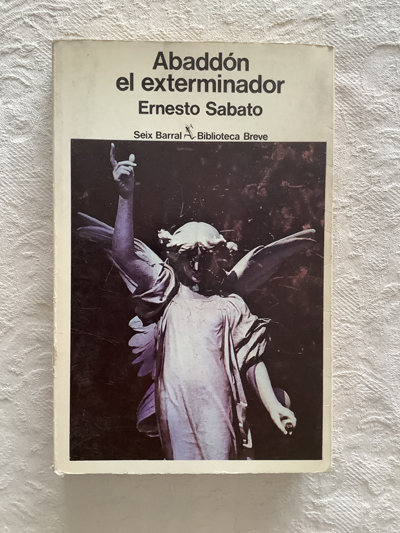 Abaddón
el exterminador
Ernesto Sabato
Seix Barral Biblioteca Breve